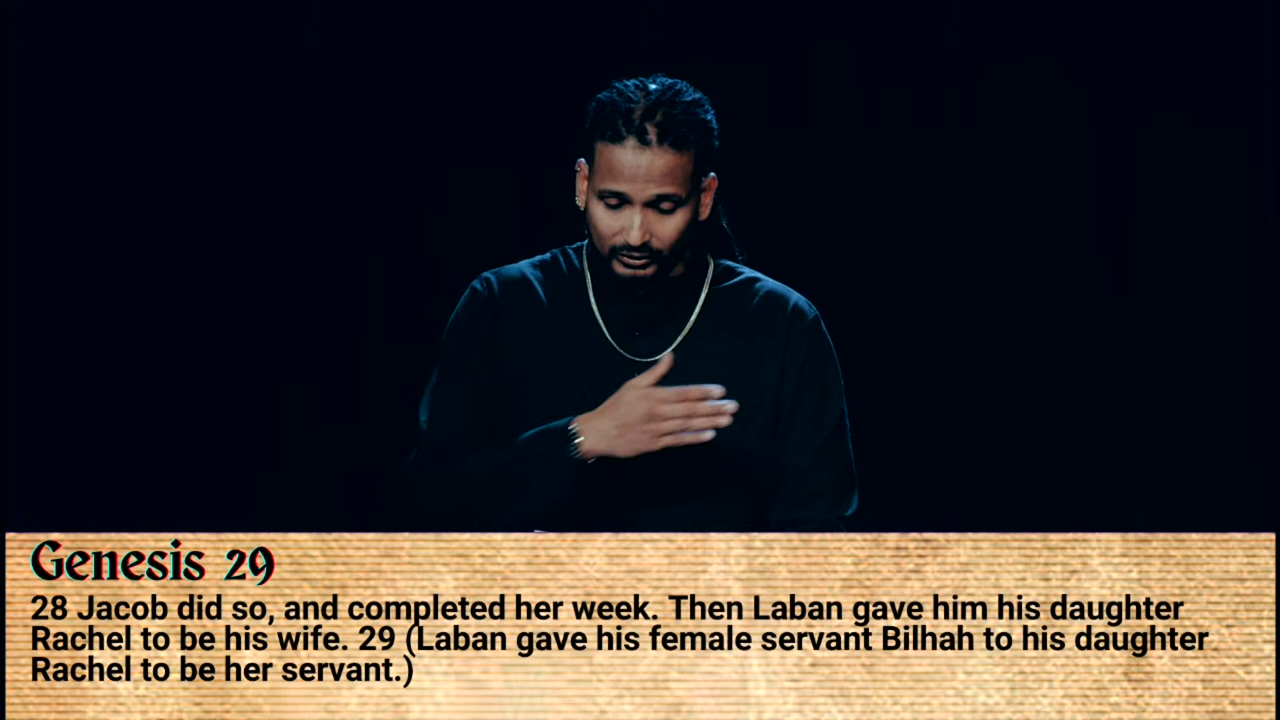 Genesis 29
28 Jacob did so, and completed her week. Then Laban gave him his daughter
Rachel to be his wife. 29 (Laban gave his female servant Bilhah to his daughter
Rachel to be her servant.)